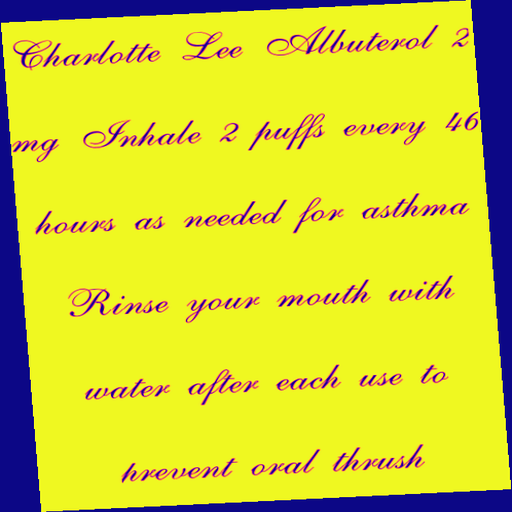 Charlotte Lee Albuterol 2
mg Inhale 2 puffs every 46
hours as needed for asthma
Rinse your mouth with
water after each use to
prevent oral thrush